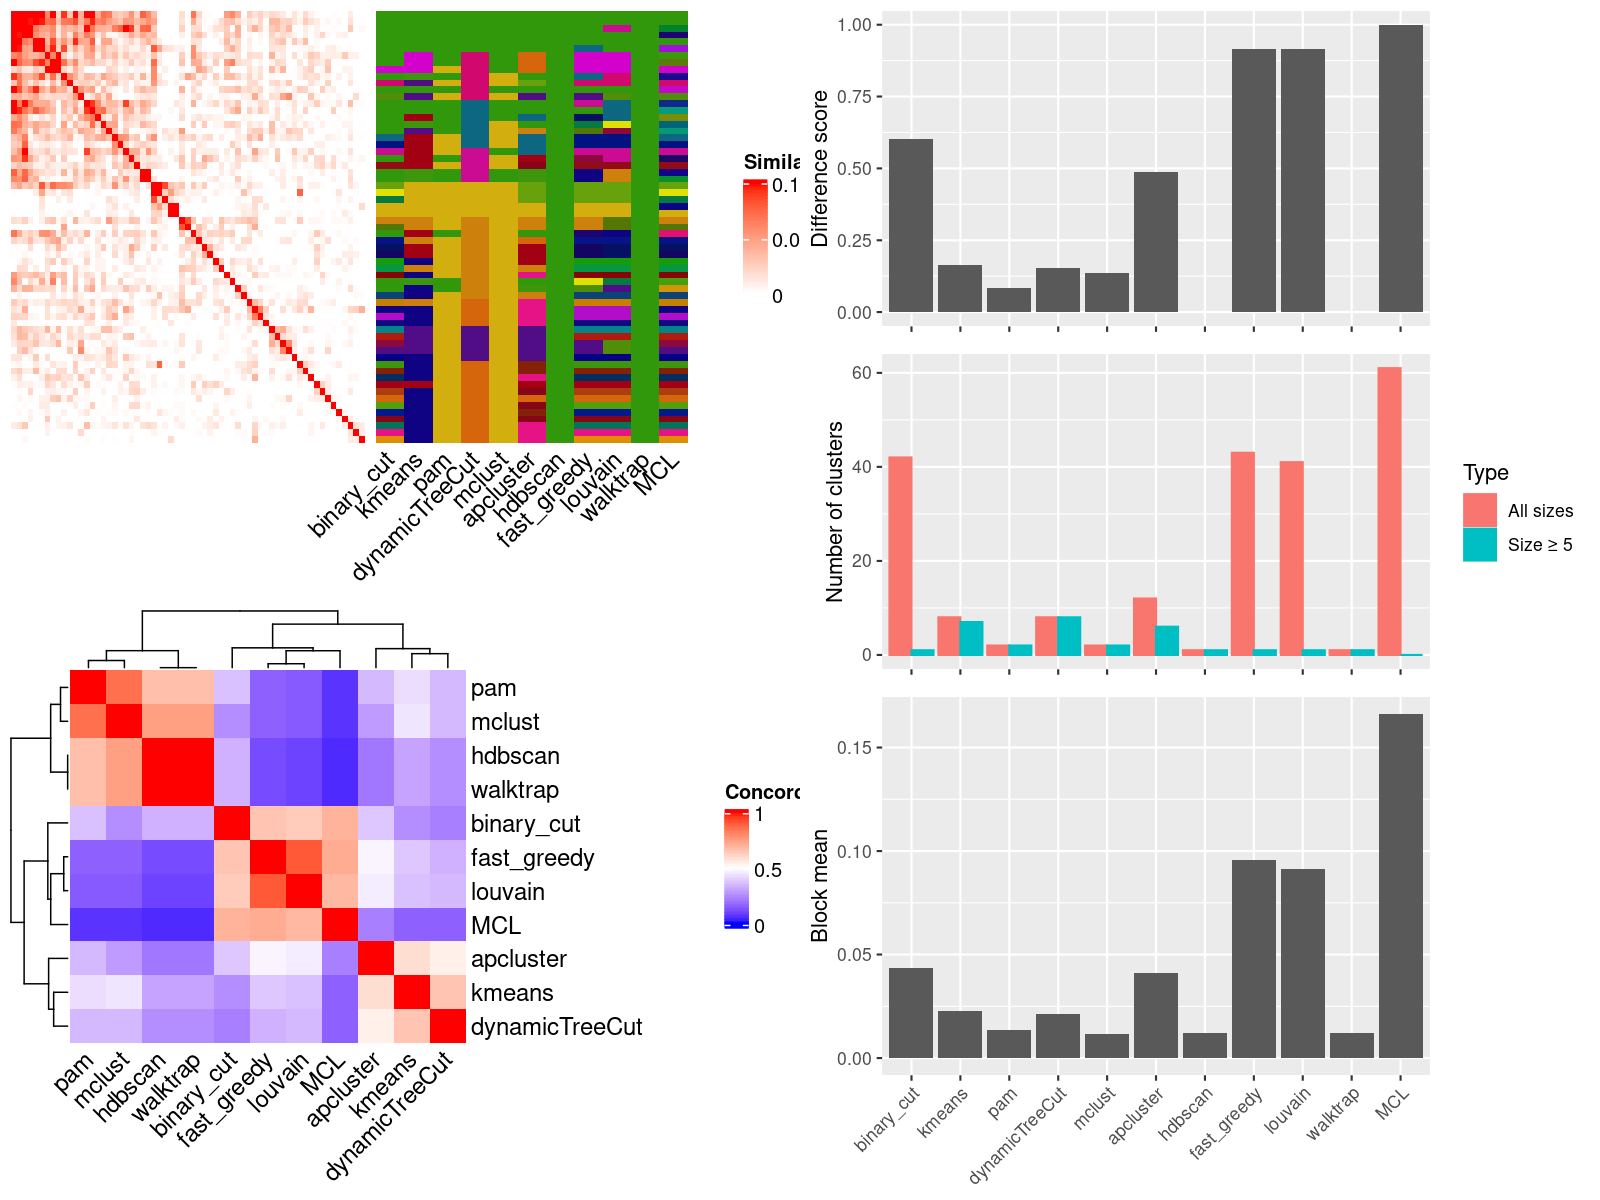 Simila
0.1
0.0
0
binary_cut
kmeans
pam
dynamicTreeCut
mclust
apcluster
hdbscan
fast_greedy
louvain
walktrap
MCL
pam
mclust
hdbscan
walktrap
binary_cut
fast_greedy
louvain
MCL
apcluster
kmeans
dynamicTreeCut
Concord
1
0.5
0
pam
mclust
hdbscan
walktrap
binary_cut
fast_greedy
louvain
MCL
apcluster
kmeans
dynamicTreeCut
Difference score
1.00
0.75
0.50
0.25
0.00
Number of clusters
60
40
20
0
Type
All sizes
Size ≥ 5
Block mean
0.15
0.10
0.05
0.00
binary_cut
kmeans
pam
dynamicTreeCut
mclust
apcluster
hdbscan
fast_greedy
louvain
walktrap
MCL